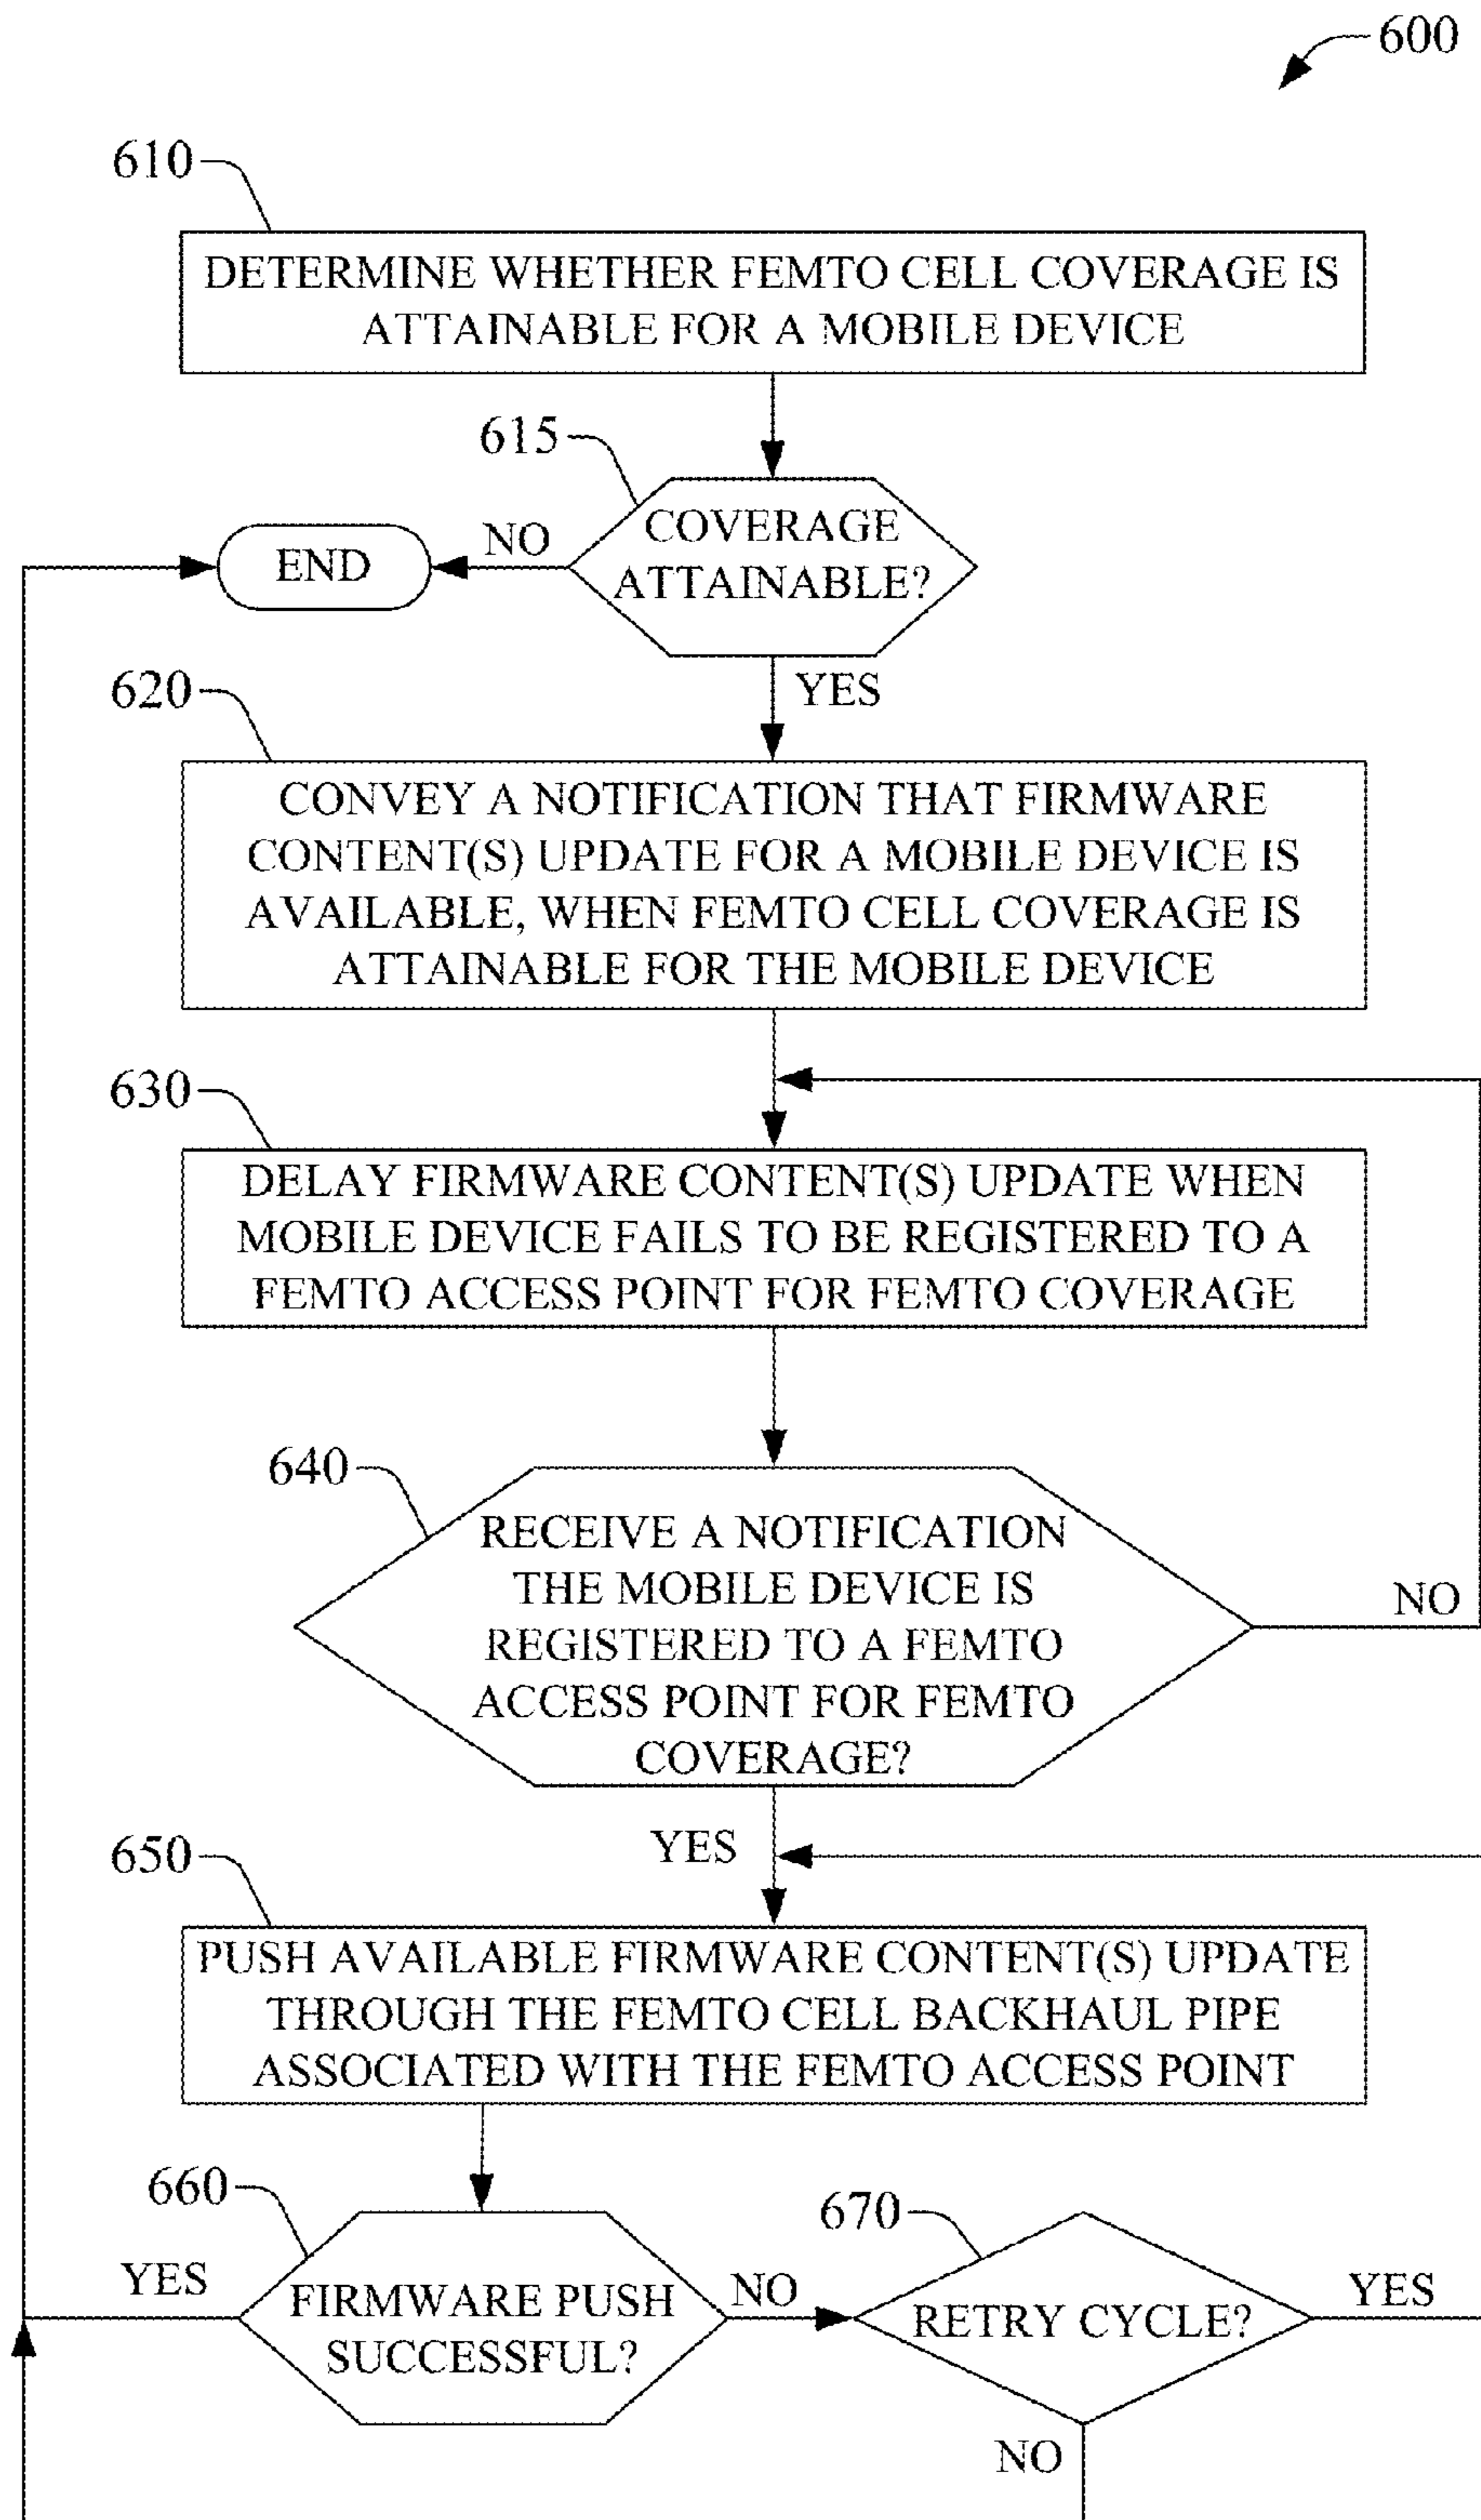 600
610
DETERMINE WHETHER FEMTO CELL COVERAGE IS
ATTAINABLE FOR A MOBILE DEVICE
615
COVERAGE
ATTAINABLE?
NO
END
YES
620
CONVEY A NOTIFICATION THAT FIRMWARE
CONTENT(S) UPDATE FOR A MOBILE DEVICE IS
AVAILABLE, WHEN FEMTO CELL COVERAGE IS
ATTAINABLE FOR THE MOBILE DEVICE
630
DELAY FIRMWARE CONTENT(S) UPDATE WHEN
MOBILE DEVICE FAILS TO BE REGISTERED TO A
FEMTO ACCESS POINT FOR FEMTO COVERAGE
640
RECEIVE A NOTIFICATION
THE MOBILE DEVICE IS
REGISTERED TO A FEMTO
ACCESS POINT FOR FEMTO
COVERAGE?
NO
YES
650
PUSH AVAILABLE FIRMWARE CONTENT(S) UPDATE
THROUGH THE FEMTO CELL BACKHAUL PIPE
ASSOCIATED WITH THE FEMTO ACCESS POINT
660
YES
FIRMWARE PUSH
SUCCESSFUL?
NO
670
RETRY CYCLE?
YES
NO